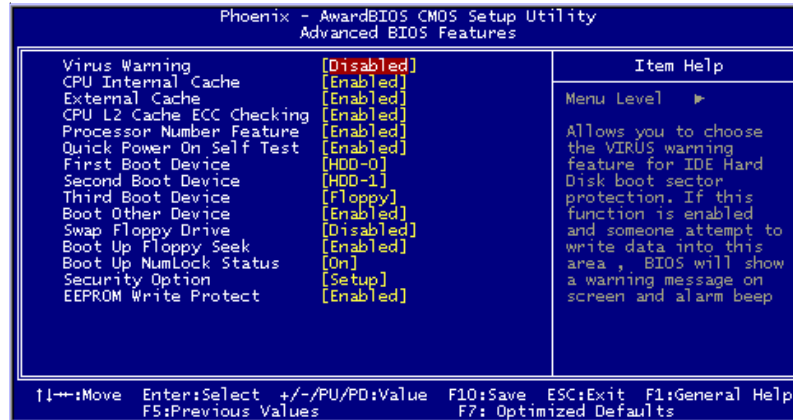 Phoenix - AwardBIOS CMOS Setup Utility
Advanced BIOS Features
Virus Warning [Disabled]
CPU Internal Cache [Enabled]
External Cache [Enabled]
CPU L2 Cache ECC Checking [Enabled]
Processor Number Feature [Enabled]
Quick Power On Self Test [Enabled]
First Boot Device [HDD-0]
Second Boot Device [HDD-1]
Third Boot Device [Floppy]
Boot Other Device [Enabled]
Swap Floppy Drive [Disabled]
Boot Up Floppy Seek [Enabled]
Boot Up NumLock Status [On]
Security Option [Setup]
EEPROM Write Protect [Enabled]
Item Help
Menu Level ▶
Allows you to choose
the VIRUS warning
feature for IDE Hard
Disk boot sector
protection. If this
function is enabled
and someone attempt to
write data into this
area , BIOS will show
a warning message on
screen and alarm beep
↑↓→←:Move Enter:Select +/-/PU/PD:Value F10:Save ESC:Exit F1:General Help
F5:Previous Values F7: Optimized Defaults